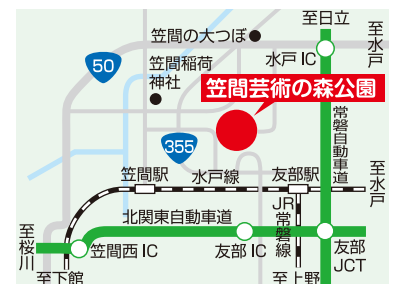 至日立
笠間の大つぼ
至水戸
水戸IC
50
笠間稲荷
神社
笠間芸術の森公園
常磐自動車道
355
笠間駅
水戸線
友部駅
至水戸
JR常磐線
北関東自動車道
至桜川
笠間西IC
友部IC
友部
JCT
至下館
至上野